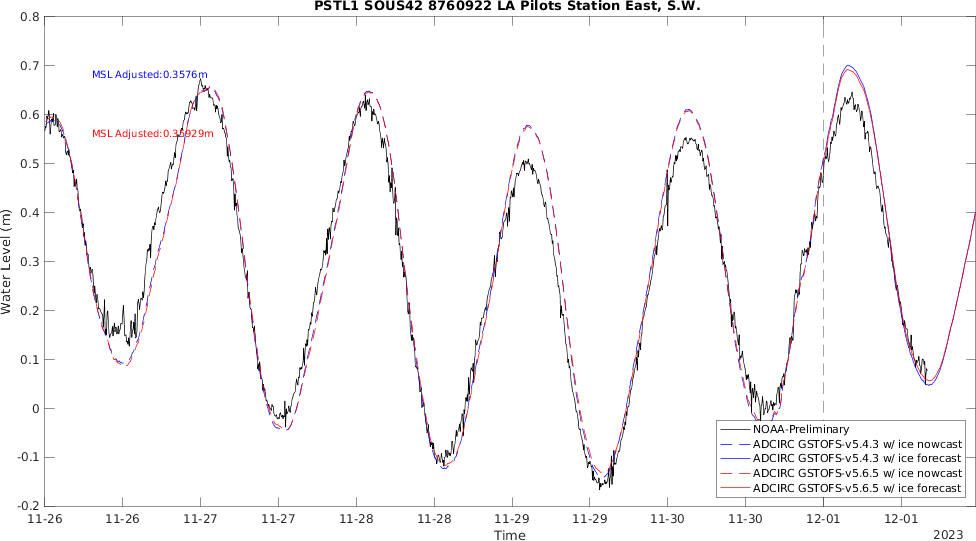 PSTL1 SOUS42 8760922 LA Pilots Station East, S.W.
0.8
0.7
0.6
0.5
0.4
0.3
0.2
0.1
0
-0.1
-0.2
Water Level (m)
MSL Adjusted:0.3576m
MSL Adjusted:0.35929m
NOAA-Preliminary
ADCIRC GSTOFS-v5.4.3 w/ ice nowcast
ADCIRC GSTOFS-v5.4.3 w/ ice forecast
ADCIRC GSTOFS-v5.6.5 w/ ice nowcast
ADCIRC GSTOFS-v5.6.5 w/ ice forecast
11-26 11-26 11-27 11-27 11-28 11-28 11-29 11-29 11-30 11-30 12-01 12-01
Time
2023